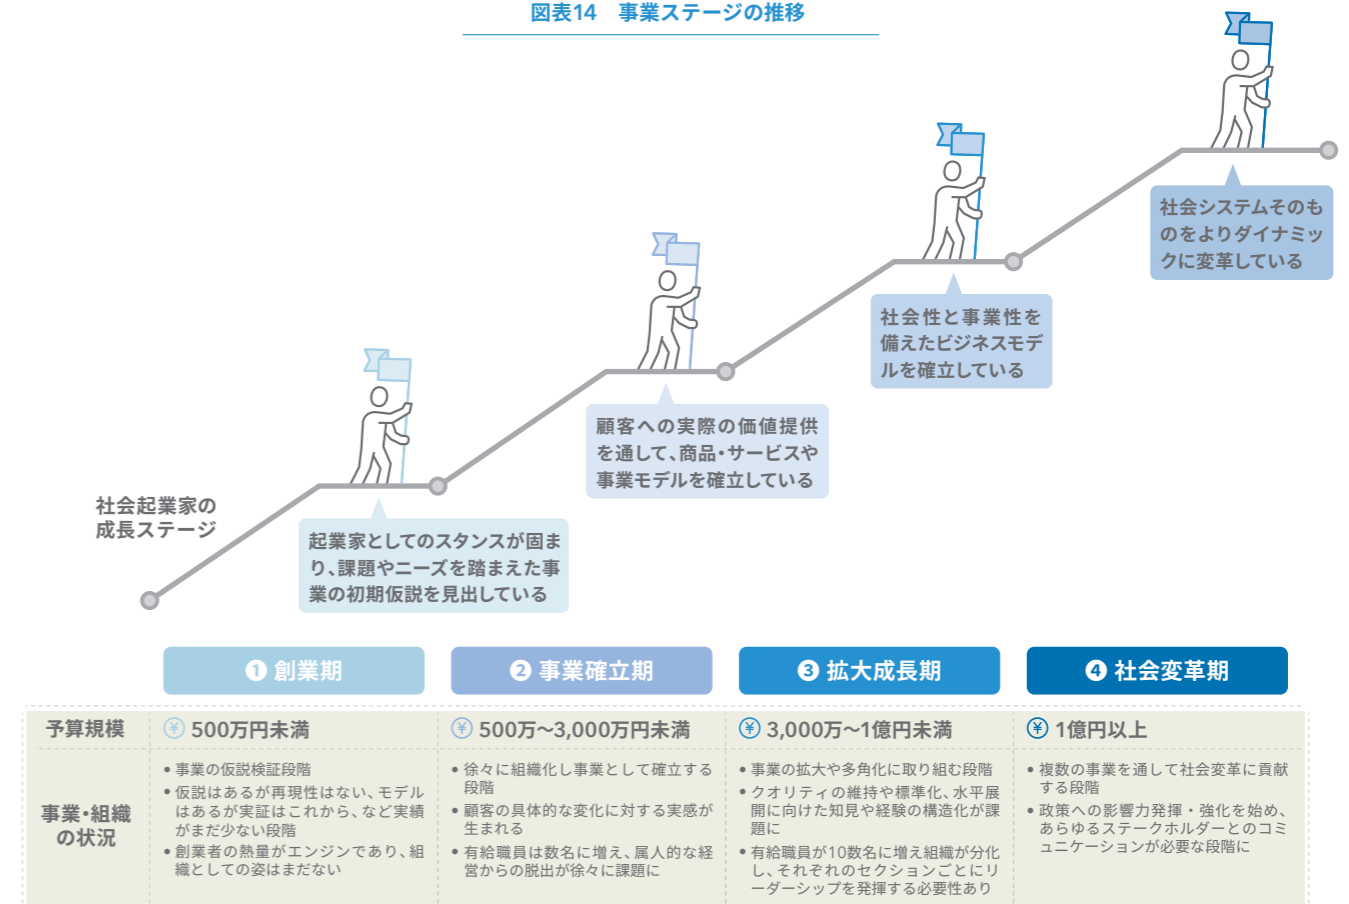 図表14　事業ステージの推移
社会システムそのも
のをよりダイナミッ
クに変革している
社会性と事業性を
備えたビジネスモデ
ルを確立している
顧客への実際の価値提供
を通して、商品・サービスや
事業モデルを確立している
社会起業家の
成長ステージ
起業家としてのスタンスが固ま
り、課題やニーズを踏まえた事
業の初期仮説を見出している
❶ 創業期
❷ 事業確立期
❸ 拡大成長期
❹ 社会変革期
予算規模
¥ 500万円未満
¥ 500万〜3,000万円未満
¥ 3,000万〜1億円未満
¥ 1億円以上
事業・組織
の状況
• 事業の仮説検証段階
• 仮説はあるが再現性はない、モデル
はあるが実証はこれから、など実績
がまだ少ない段階
• 創業者の熱量がエンジンであり、組
織としての姿はまだない
• 徐々に組織化し事業として確立する
段階
• 顧客の具体的な変化に対する実感が
生まれる
• 有給職員は数名に増え、属人的な経
営からの脱出が徐々に課題に
• 事業の拡大や多角化に取り組む段階
• クオリティの維持や標準化、水平展
開に向けた知見や経験の構造化が課
題に
• 有給職員が10数名に増え組織が分化
し、それぞれのセクションごとにリ
ーダーシップを発揮する必要性あり
• 複数の事業を通して社会変革に貢献
する段階
• 政策への影響力発揮・強化を始め、
あらゆるステークホルダーとのコミ
ュニケーションが必要な段階に